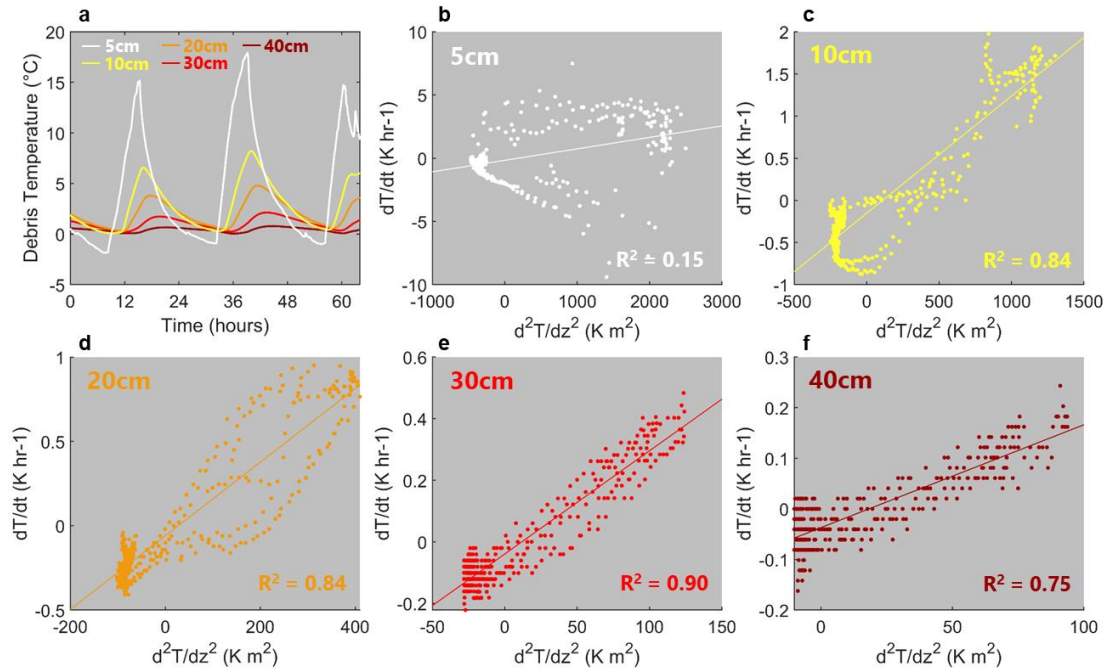 a
20
15
10
5
0
-5
0 12 24 36 48 60
Debris Temperature (°C)
Time (hours)
5cm 20cm 40cm
10cm 30cm
b
5cm
10
5
0
-5
-10
-1000 0 1000 2000 3000
dT/dt (K hr-1)
d²T/dz² (K m²)
R² = 0.15
c
10cm
2
1.5
1
0.5
0
-0.5
-1
-500 0 500 1000 1500
dT/dt (K hr-1)
d²T/dz² (K m²)
R² = 0.84
d
20cm
1
0.5
0
-0.5
-200 0 200 400
dT/dt (K hr-1)
d²T/dz² (K m²)
R² = 0.84
e
30cm
0.6
0.4
0.2
0
-0.2
-50 0 50 100 150
dT/dt (K hr-1)
d²T/dz² (K m²)
R² = 0.90
f
40cm
0.3
0.2
0.1
0
-0.1
-0.2
0 50 100
dT/dt (K hr-1)
d²T/dz² (K m²)
R² = 0.75